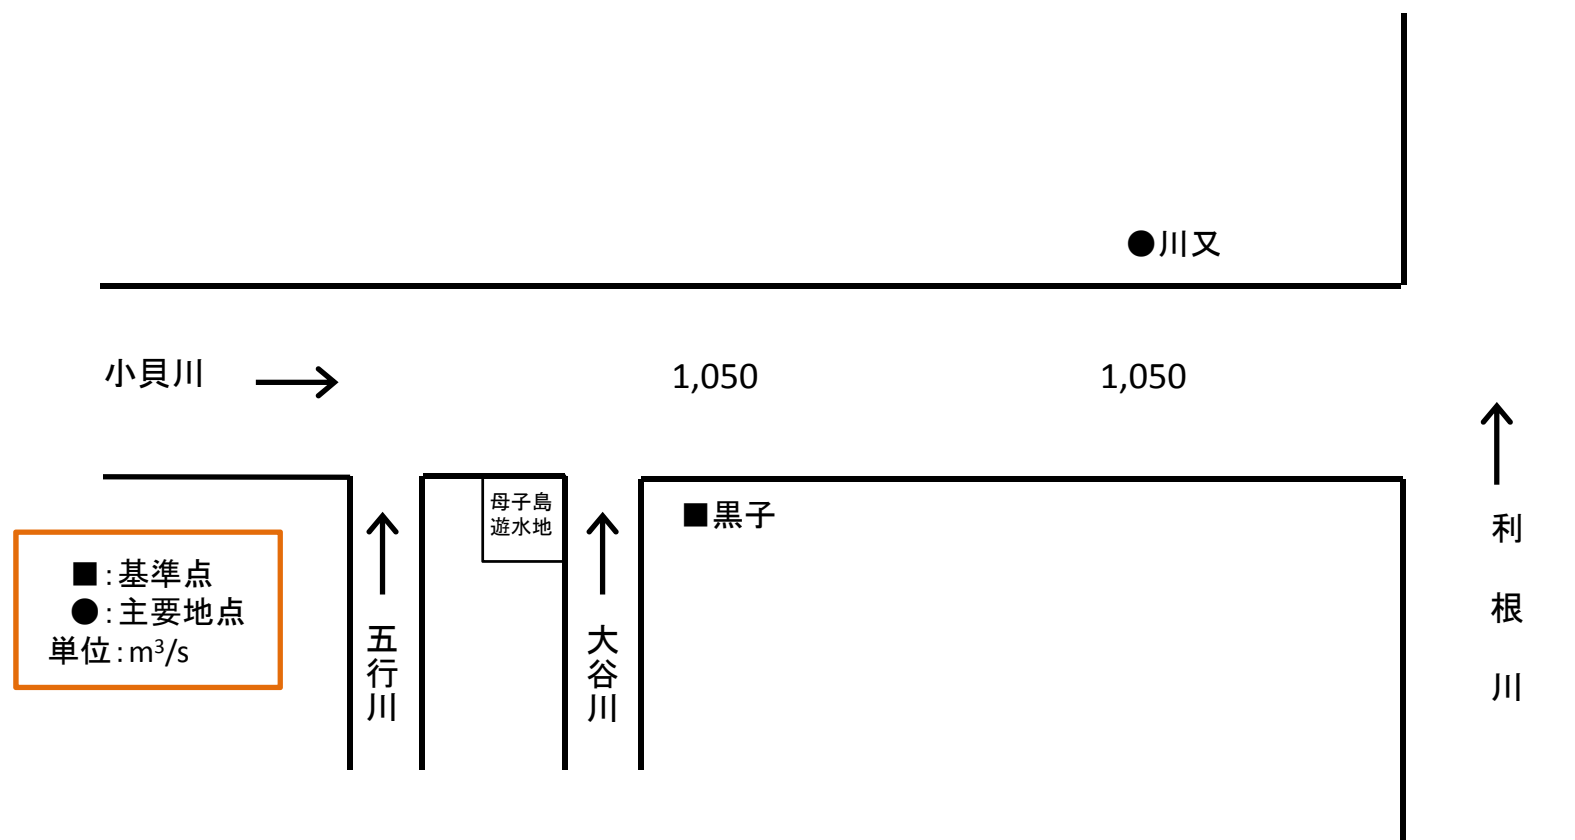 ●川又
小貝川
1,050
1,050
母子島
遊水地
■黒子
■:基準点
●:主要地点
単位:m³/s
五行川
大谷川
利根川